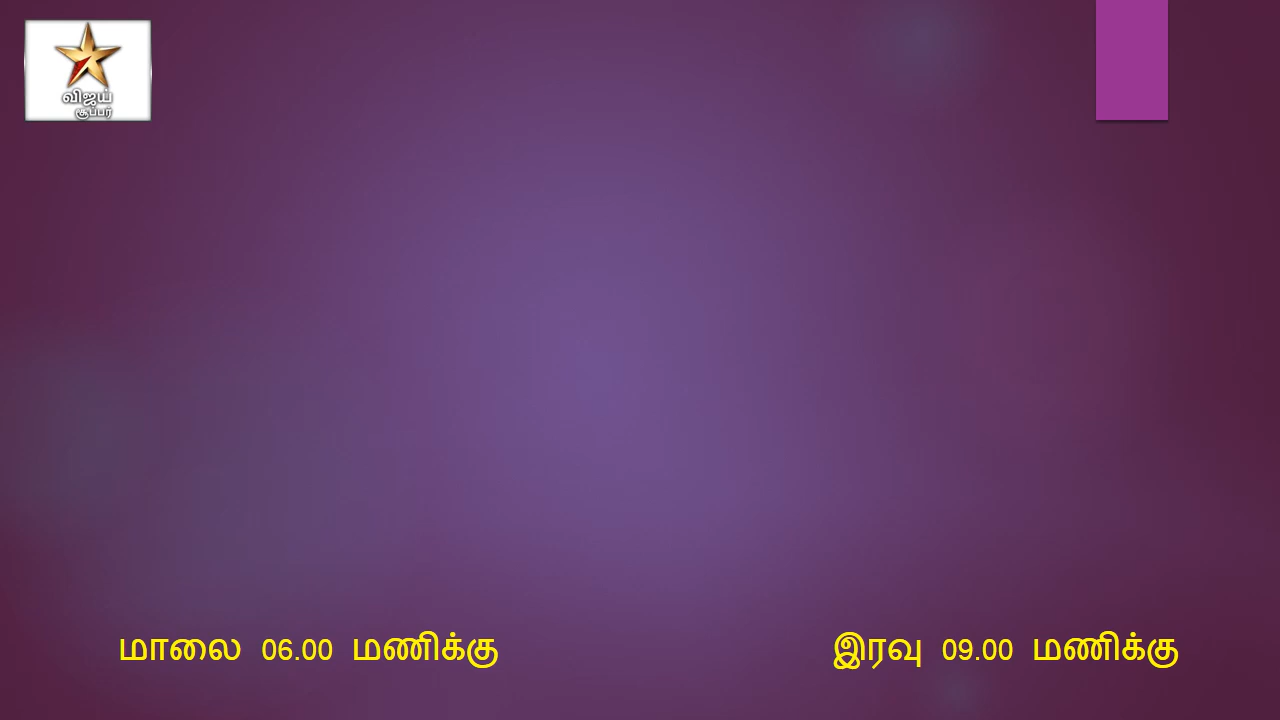 விஜய்
சூப்பர்
மாலை 06.00 மணிக்கு
இரவு 09.00 மணிக்கு